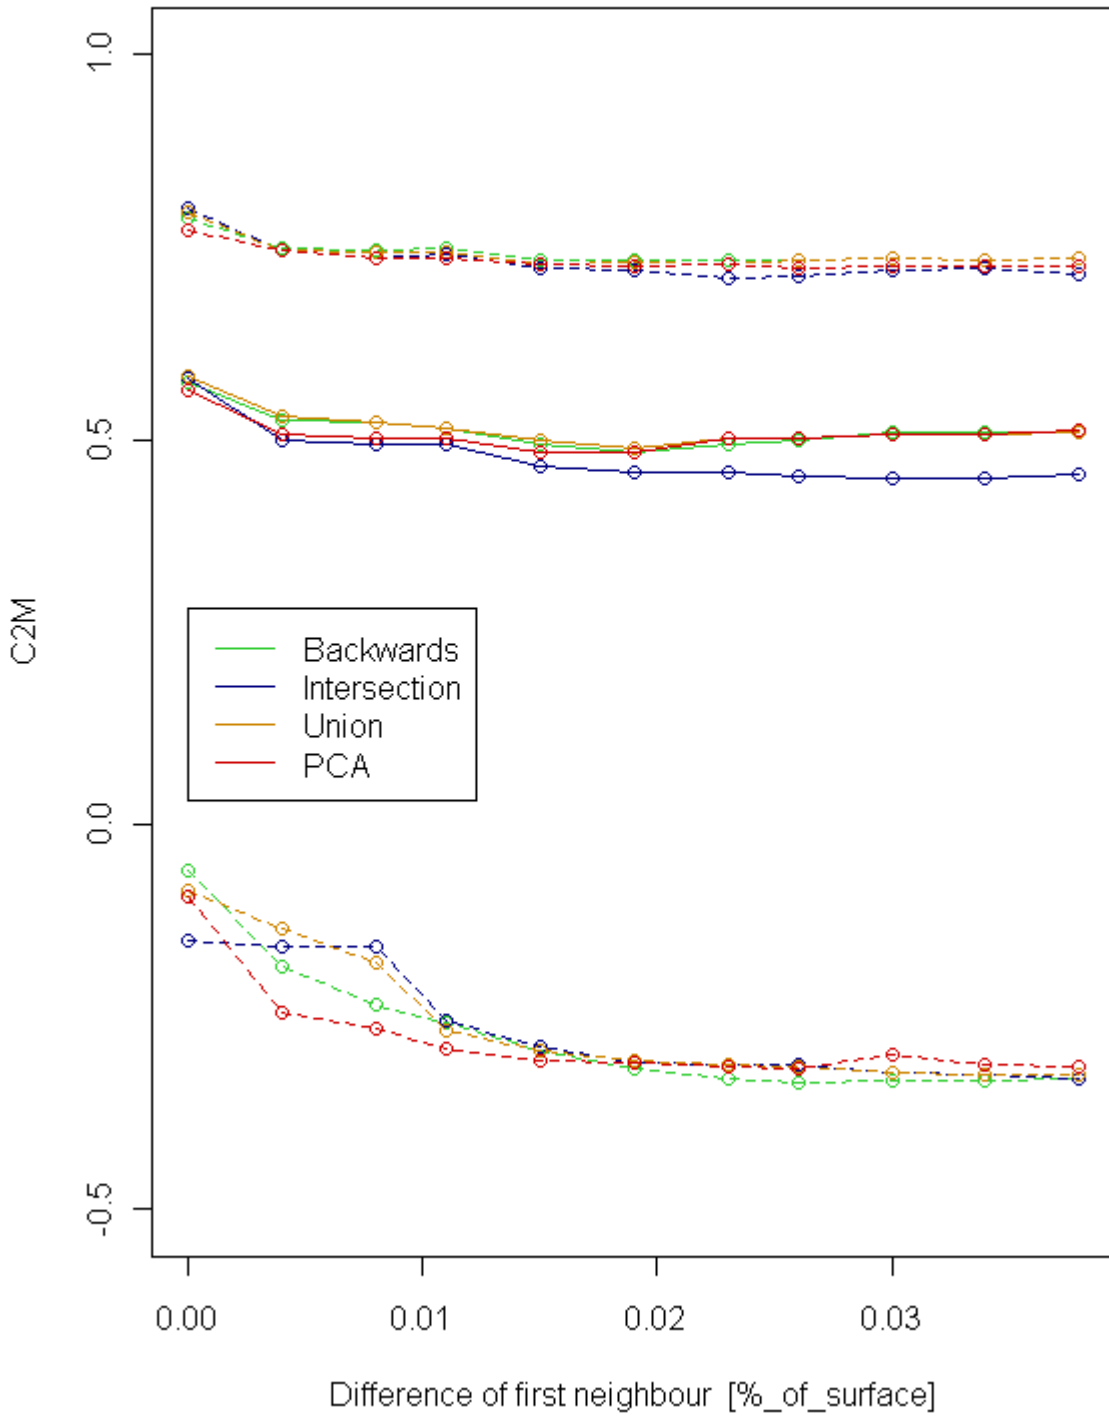 1.0
0.5
0.0
-0.5
C2M
Backwards
Intersection
Union
PCA
0.00 0.01 0.02 0.03
Difference of first neighbour [%_of_surface]